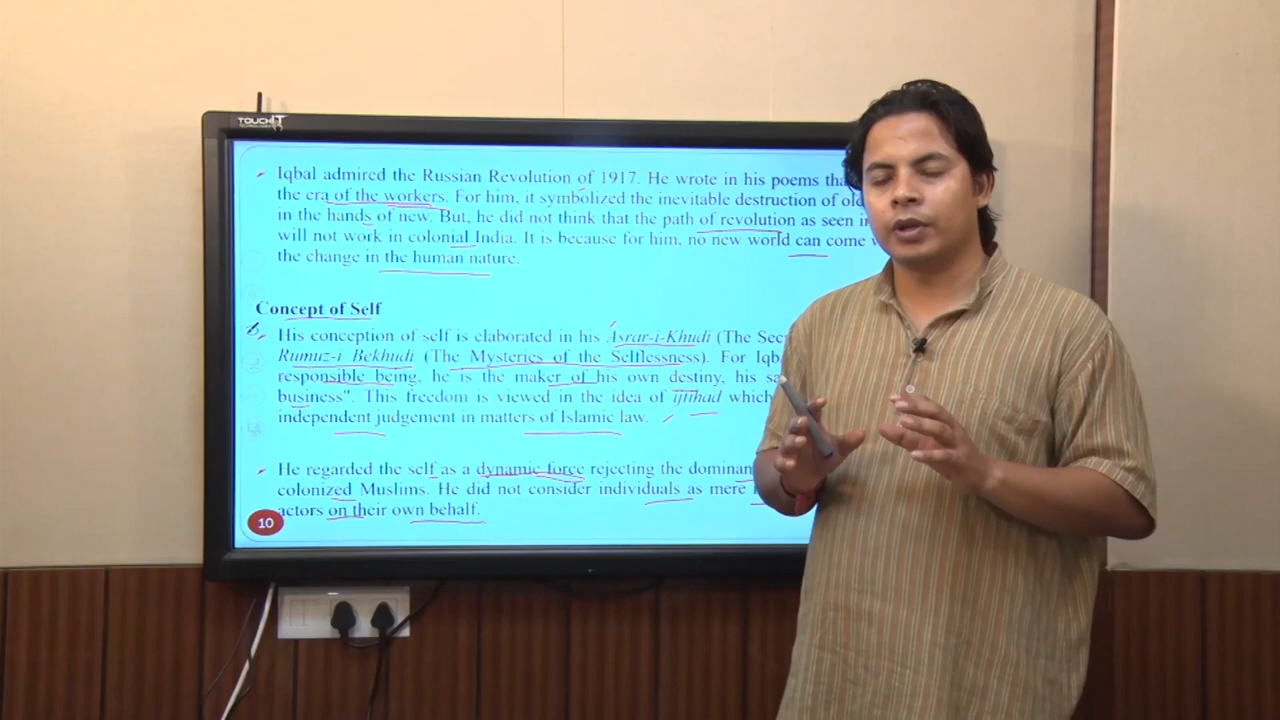 TOUCHIT
TECHNOLOGIES
Iqbal admired the Russian Revolution of 1917. He wrote in his poems
the era of the workers. For him, it symbolized the inevitable destruction of
in the hands of new. But, he did not think that the path of revolution as seen
will not work in colonial India. It is because for him, no new world can come
the change in the human nature.
Concept of Self
His conception of self is elaborated in his Asrar-i-Khudi (The
Rumuz-i Bekhudi (The Mysteries of the Selflessness). For
responsible being, he is the maker of his own destiny, his
business". This freedom is viewed in the idea of ijtihad
independent judgement in matters of Islamic law.
He regarded the self as a dynamic force rejecting the
colonized Muslims. He did not consider individuals as mere
actors on their own behalf.
10